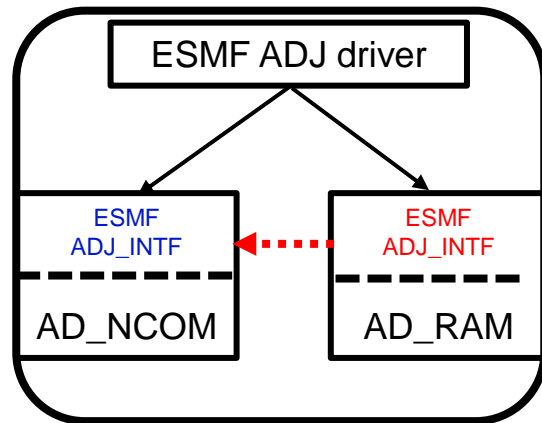 ESMF ADJ driver
ESMF
ADJ_INTF
AD_NCOM
ESMF
ADJ_INTF
AD_RAM